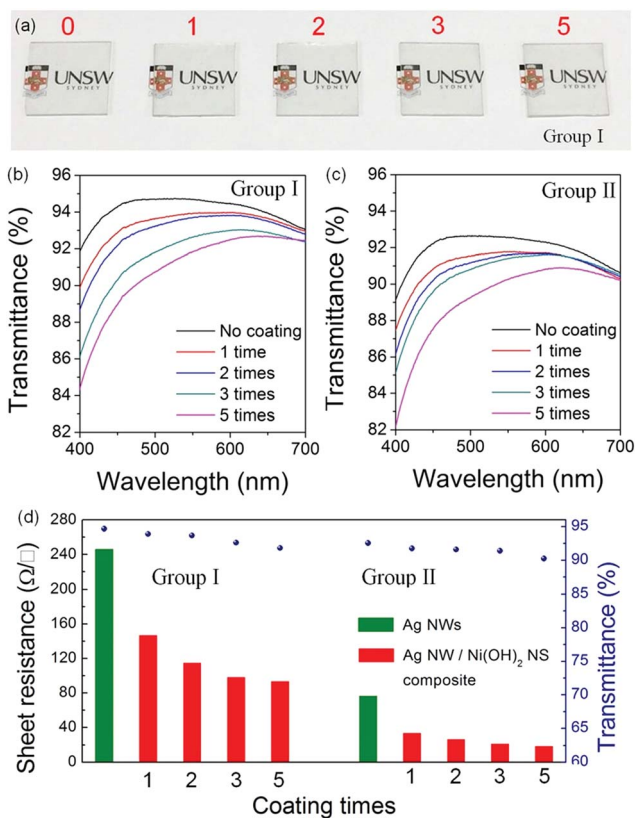 (a) 0 1 2 3 5
UNSW UNSW UNSW UNSW UNSW
SYDNEY SYDNEY SYDNEY SYDNEY SYDNEY
Group I
(b)
Group I
96
94
92
90
88
86
84
82
Transmittance (%)
No coating
1 time
2 times
3 times
5 times
400 500 600 700
Wavelength (nm)
(c)
Group II
96
94
92
90
88
86
84
82
Transmittance (%)
No coating
1 time
2 times
3 times
5 times
400 500 600 700
Wavelength (nm)
(d)
280
240
200
160
120
80
40
0
Sheet resistance (Ω/□)
Group I
Group II
Ag NWs
Ag NW / Ni(OH)₂ NS
composite
95
90
85
80
75
70
65
60
Transmittance (%)
1 2 3 5 1 2 3 5
Coating times